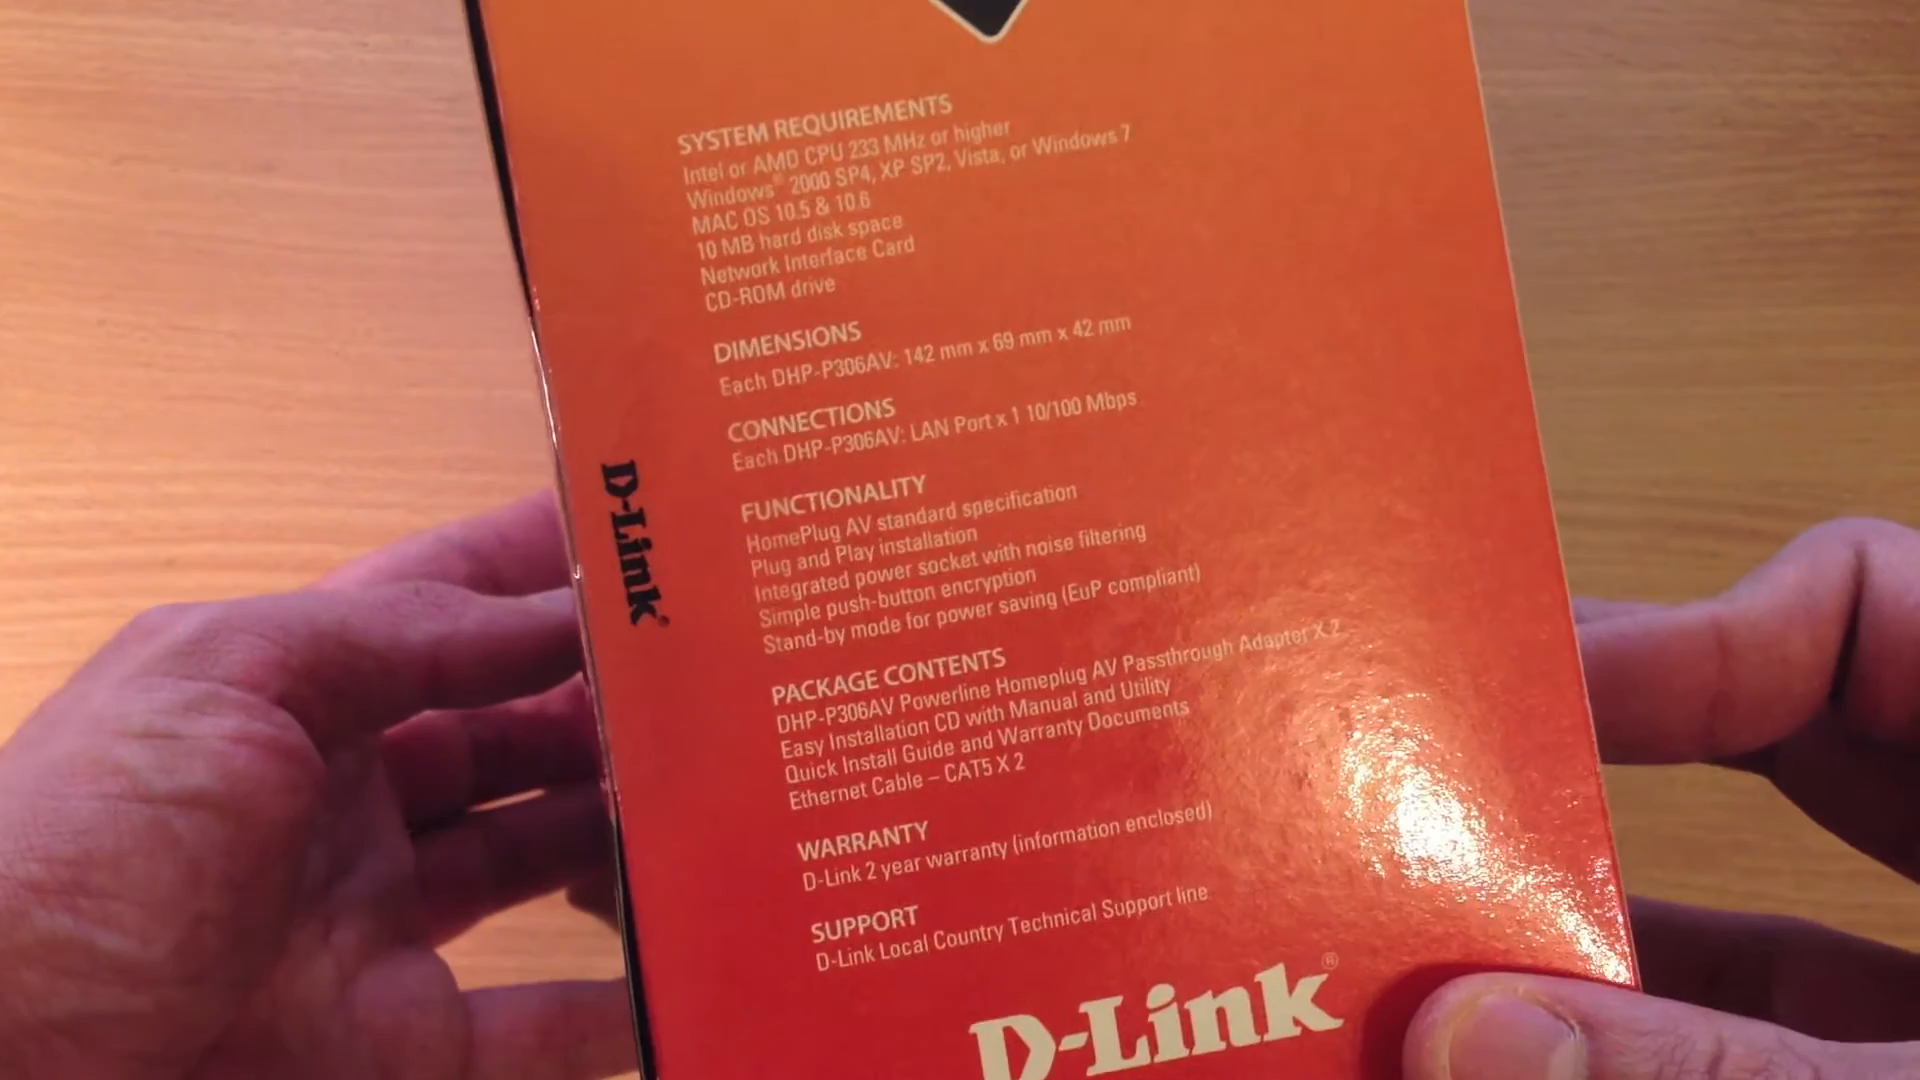 SYSTEM REQUIREMENTS
Intel or AMD CPU 233 MHz or higher
Windows® 2000 SP4, XP SP2, Vista, or Windows 7
MAC OS 10.5 & 10.6
10 MB hard disk space
Network Interface Card
CD-ROM drive
DIMENSIONS
Each DHP-P306AV: 142 mm x 69 mm x 42 mm
CONNECTIONS
Each DHP-P306AV: LAN Port x 1 10/100 Mbps
FUNCTIONALITY
HomePlug AV standard specification
Plug and Play installation
Integrated power socket with noise filtering
Simple push-button encryption
Stand-by mode for power saving (EuP compliant)
PACKAGE CONTENTS
DHP-P306AV Powerline Homeplug AV Passthrough Adapter X 2
Easy Installation CD with Manual and Utility
Quick Install Guide and Warranty Documents
Ethernet Cable – CAT5 X 2
WARRANTY
D-Link 2 year warranty (information enclosed)
SUPPORT
D-Link Local Country Technical Support line
D-Link®
D-Link®